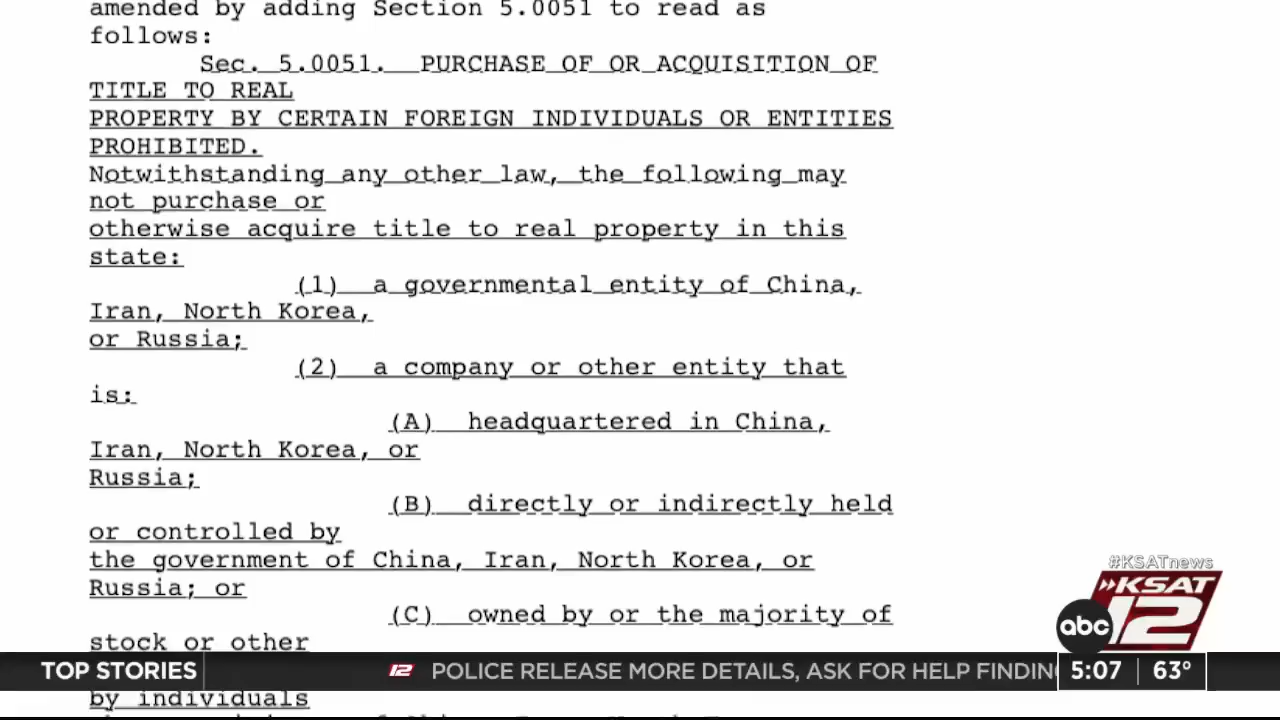 amended by adding Section 5.0051 to read as
follows:
Sec. 5.0051. PURCHASE OF OR ACQUISITION OF
TITLE TO REAL
PROPERTY BY CERTAIN FOREIGN INDIVIDUALS OR ENTITIES
PROHIBITED.
Notwithstanding any other law, the following may
not purchase or
otherwise acquire title to real property in this
state:
(1) a governmental entity of China,
Iran, North Korea,
or Russia;
(2) a company or other entity that
is:
(A) headquartered in China,
Iran, North Korea, or
Russia;
(B) directly or indirectly held
or controlled by
the government of China, Iran, North Korea, or
Russia; or
(C) owned by or the majority of
stock or other
by individuals
#KSATnews
KSAT
abc 12
TOP STORIES 12 POLICE RELEASE MORE DETAILS, ASK FOR HELP FINDING 5:07 63°